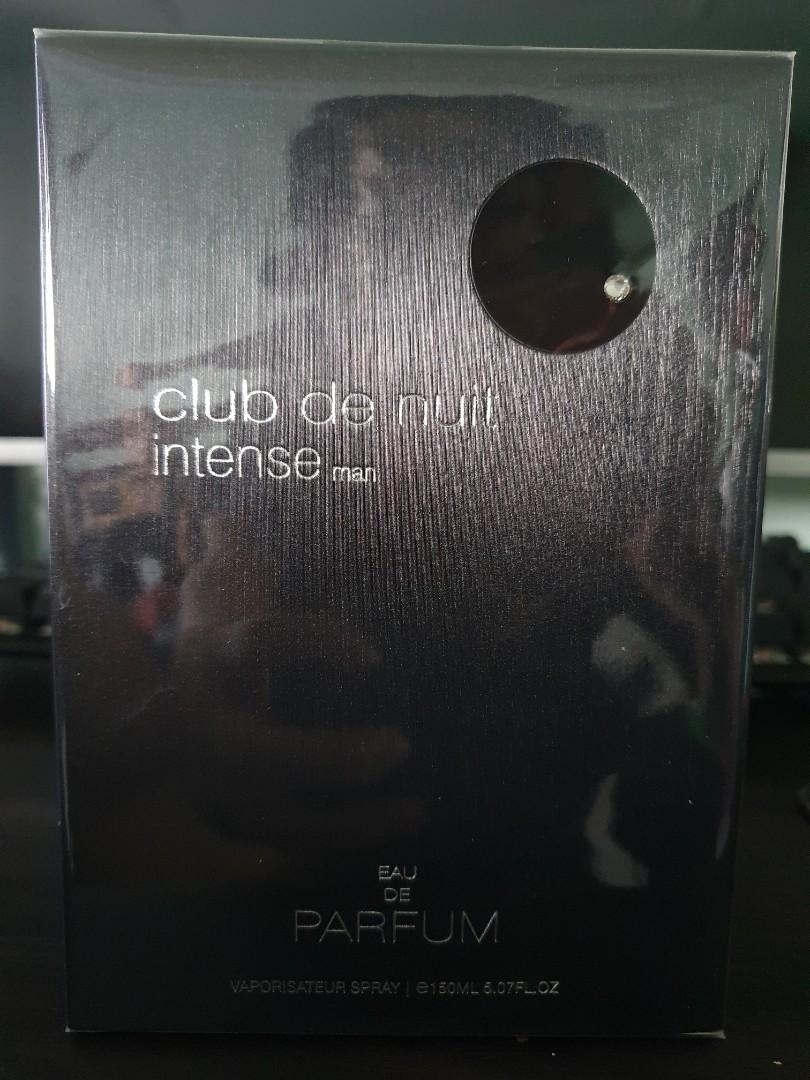 club de nuit
intense man
EAU
DE
PARFUM
VAPORISATEUR SPRAY | ℮150ML 5.07FL.OZ